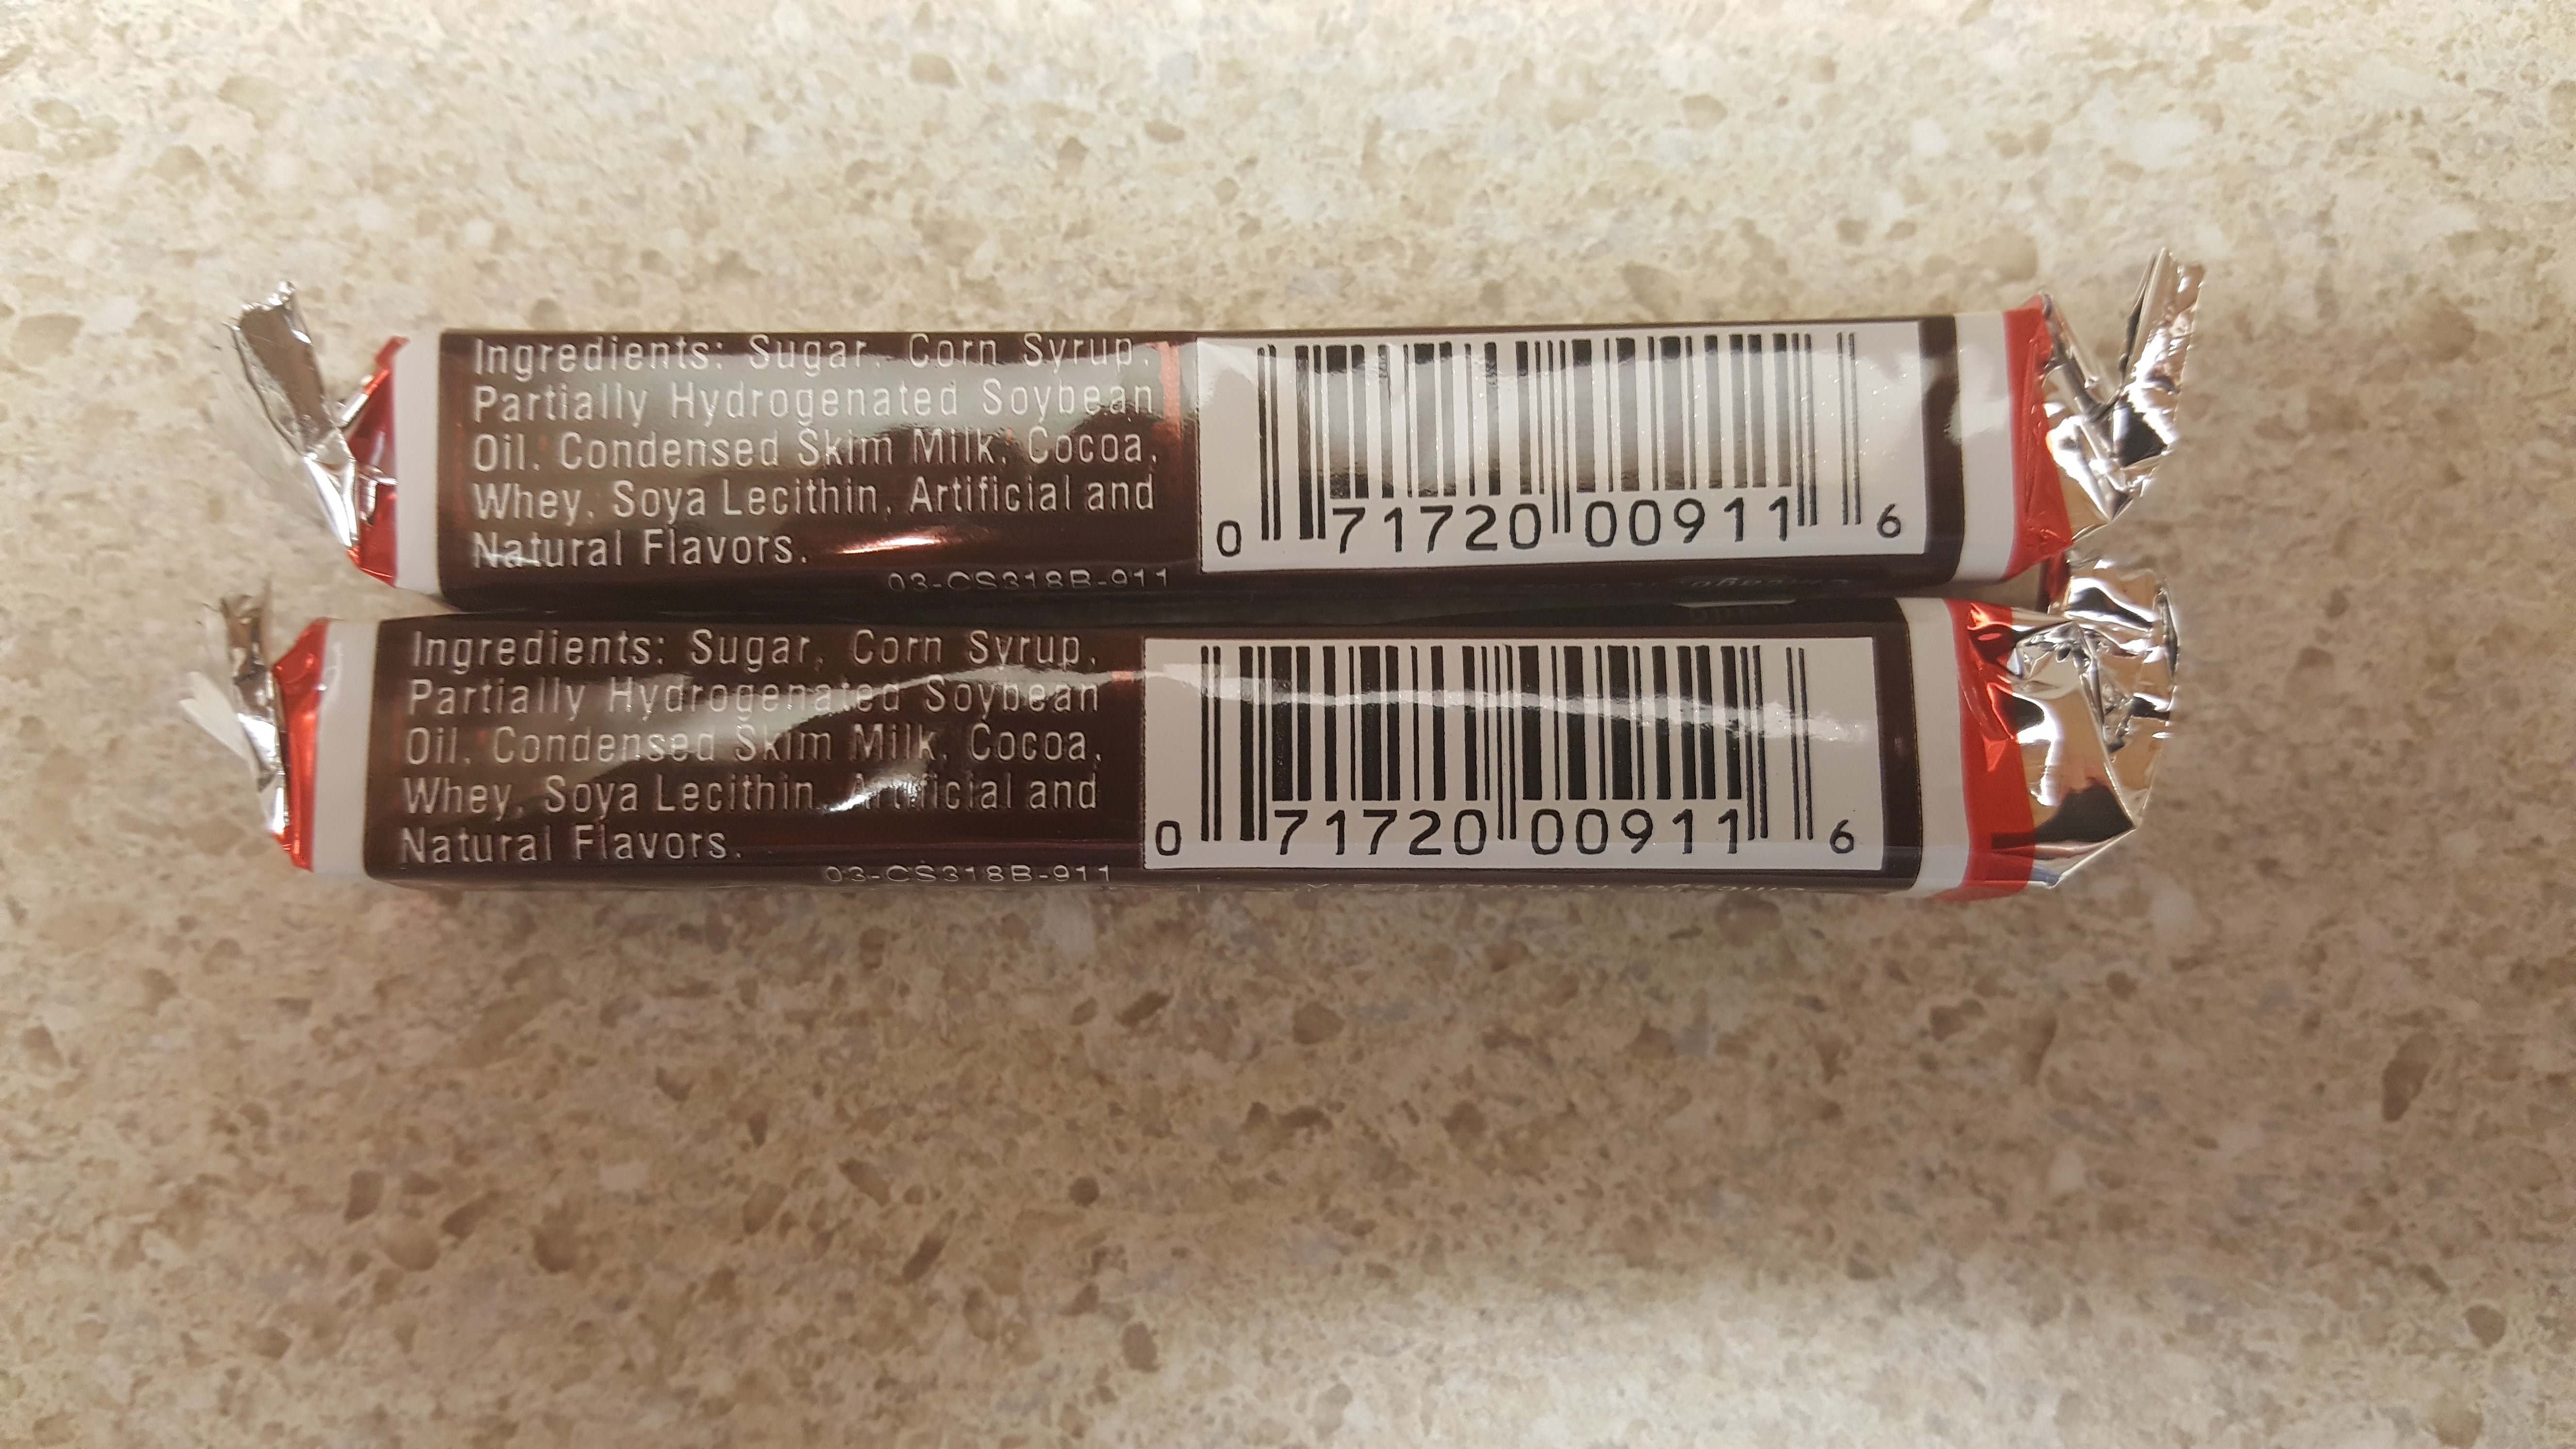 Ingredients: Sugar, Corn Syrup,
Partially Hydrogenated Soybean
Oil, Condensed Skim Milk, Cocoa,
Whey, Soya Lecithin, Artificial and
Natural Flavors.
03-CS318B-911
0 71720 00911 6
Ingredients: Sugar, Corn Syrup,
Partially Hydrogenated Soybean
Oil, Condensed Skim Milk, Cocoa,
Whey, Soya Lecithin, Artificial and
Natural Flavors.
03-CS318B-911
0 71720 00911 6